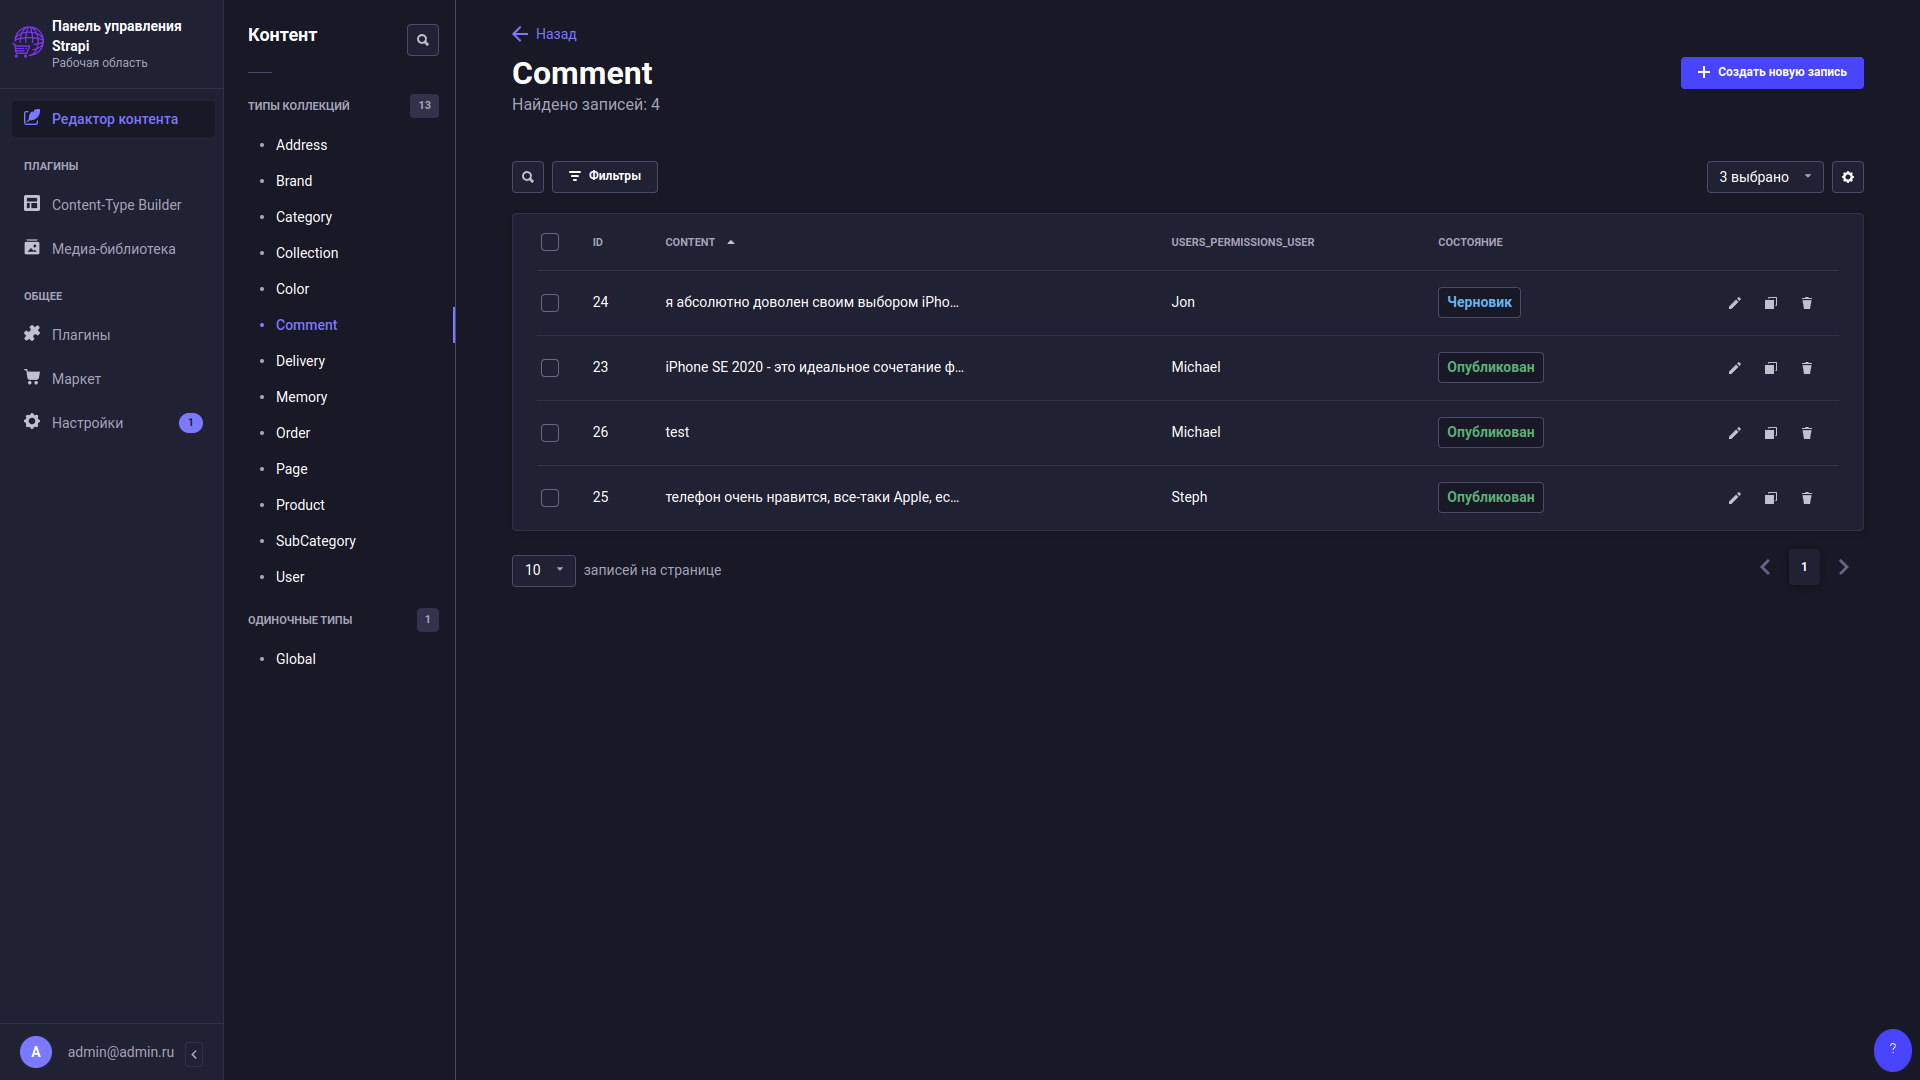 Панель управления
Strapi
Рабочая область
Редактор контента
ПЛАГИНЫ
Content-Type Builder
Медиа-библиотека
ОБЩЕЕ
Плагины
Маркет
Настройки 1
A admin@admin.ru
Контент
ТИПЫ КОЛЛЕКЦИЙ 13
Address
Brand
Category
Collection
Color
Comment
Delivery
Memory
Order
Page
Product
SubCategory
User
ОДИНОЧНЫЕ ТИПЫ 1
Global
Назад
Comment
Найдено записей: 4
Создать новую запись
Фильтры
3 выбрано
ID CONTENT USERS_PERMISSIONS_USER СОСТОЯНИЕ
24 я абсолютно доволен своим выбором iPho... Jon Черновик
23 iPhone SE 2020 - это идеальное сочетание ф... Michael Опубликован
26 test Michael Опубликован
25 телефон очень нравится, все-таки Apple, ес... Steph Опубликован
10 записей на странице
1
?